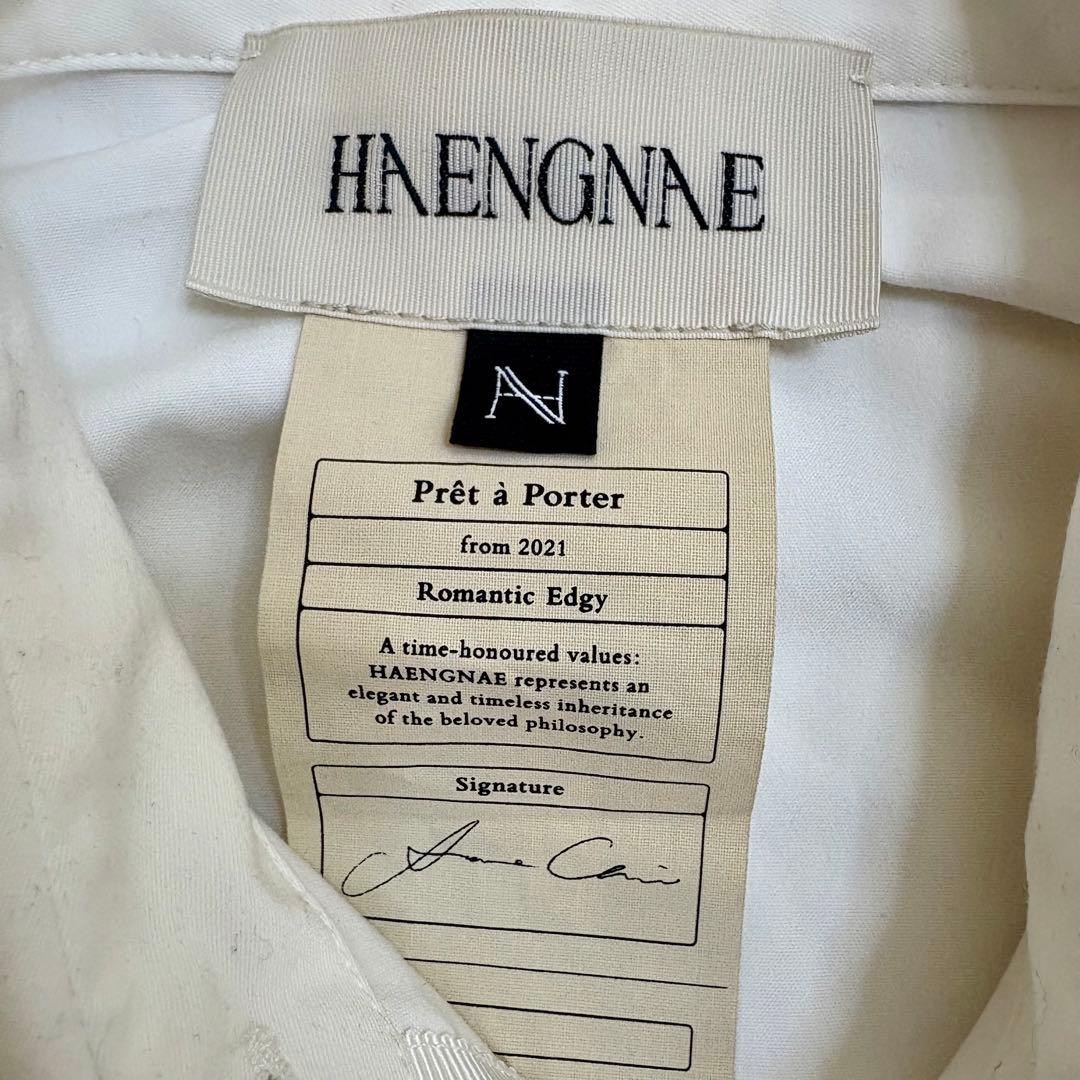 HAENGNAE
Prêt à Porter
from 2021
Romantic Edgy
A time-honoured values:
HAENGNAE represents an
elegant and timeless inheritance
of the beloved philosophy.
Signature